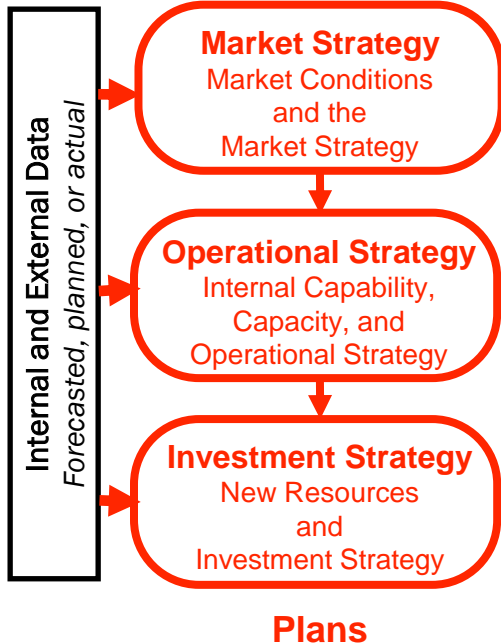 Internal and External Data
Forecasted, planned, or actual
Market Strategy
Market Conditions
and the
Market Strategy
Operational Strategy
Internal Capability,
Capacity, and
Operational Strategy
Investment Strategy
New Resources
and
Investment Strategy
Plans